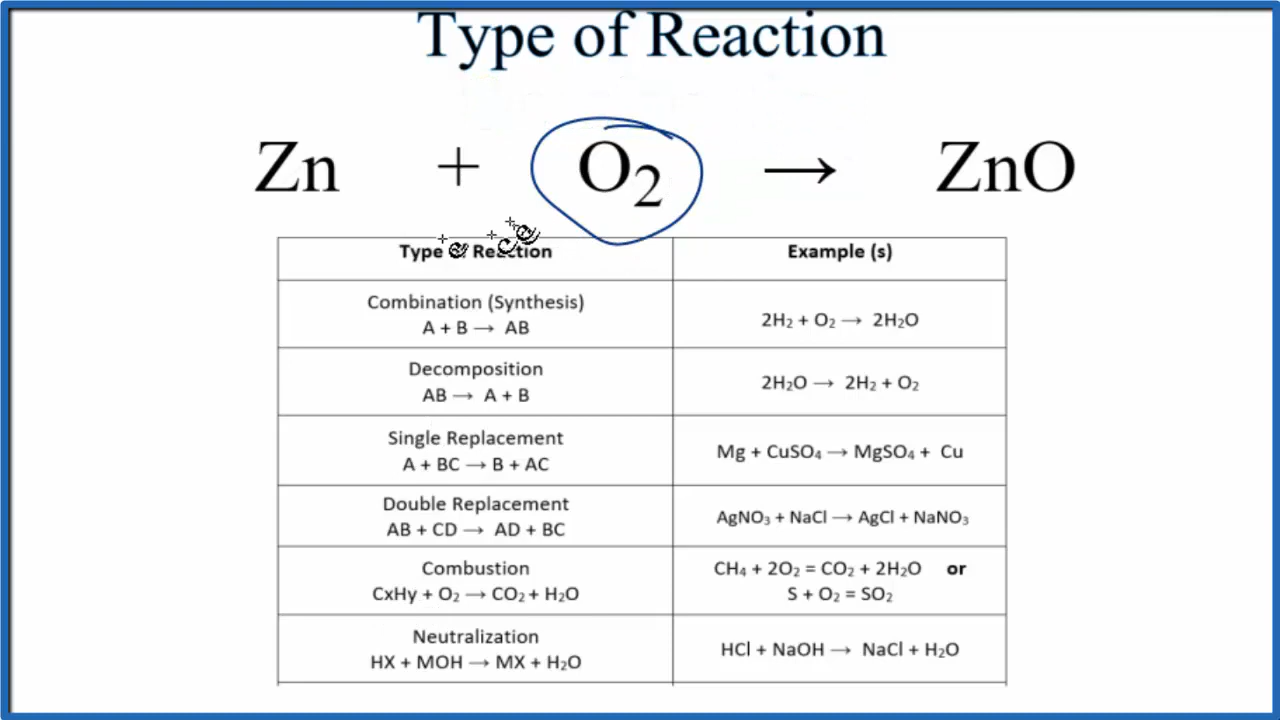 Type of Reaction
Zn + O₂ → ZnO
Type of Reaction Example (s)
Combination (Synthesis)
A + B → AB
2H₂ + O₂ → 2H₂O
Decomposition
AB → A + B
2H₂O → 2H₂ + O₂
Single Replacement
A + BC → B + AC
Mg + CuSO₄ → MgSO₄ + Cu
Double Replacement
AB + CD → AD + BC
AgNO₃ + NaCl → AgCl + NaNO₃
Combustion
CxHy + O₂ → CO₂ + H₂O
CH₄ + 2O₂ = CO₂ + 2H₂O or
S + O₂ = SO₂
Neutralization
HX + MOH → MX + H₂O
HCl + NaOH → NaCl + H₂O